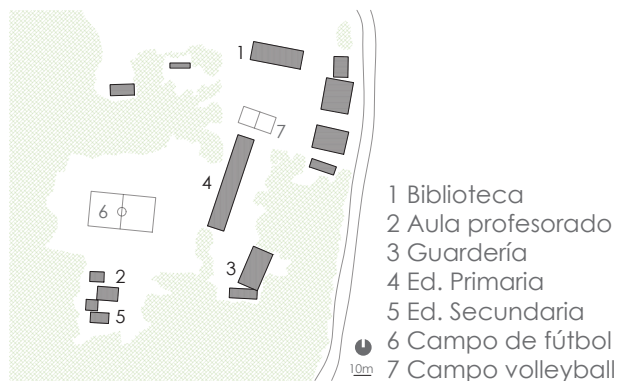 1
7
4
6
3
2
5
1 Biblioteca
2 Aula profesorado
3 Guardería
4 Ed. Primaria
5 Ed. Secundaria
6 Campo de fútbol
7 Campo volleyball
10m